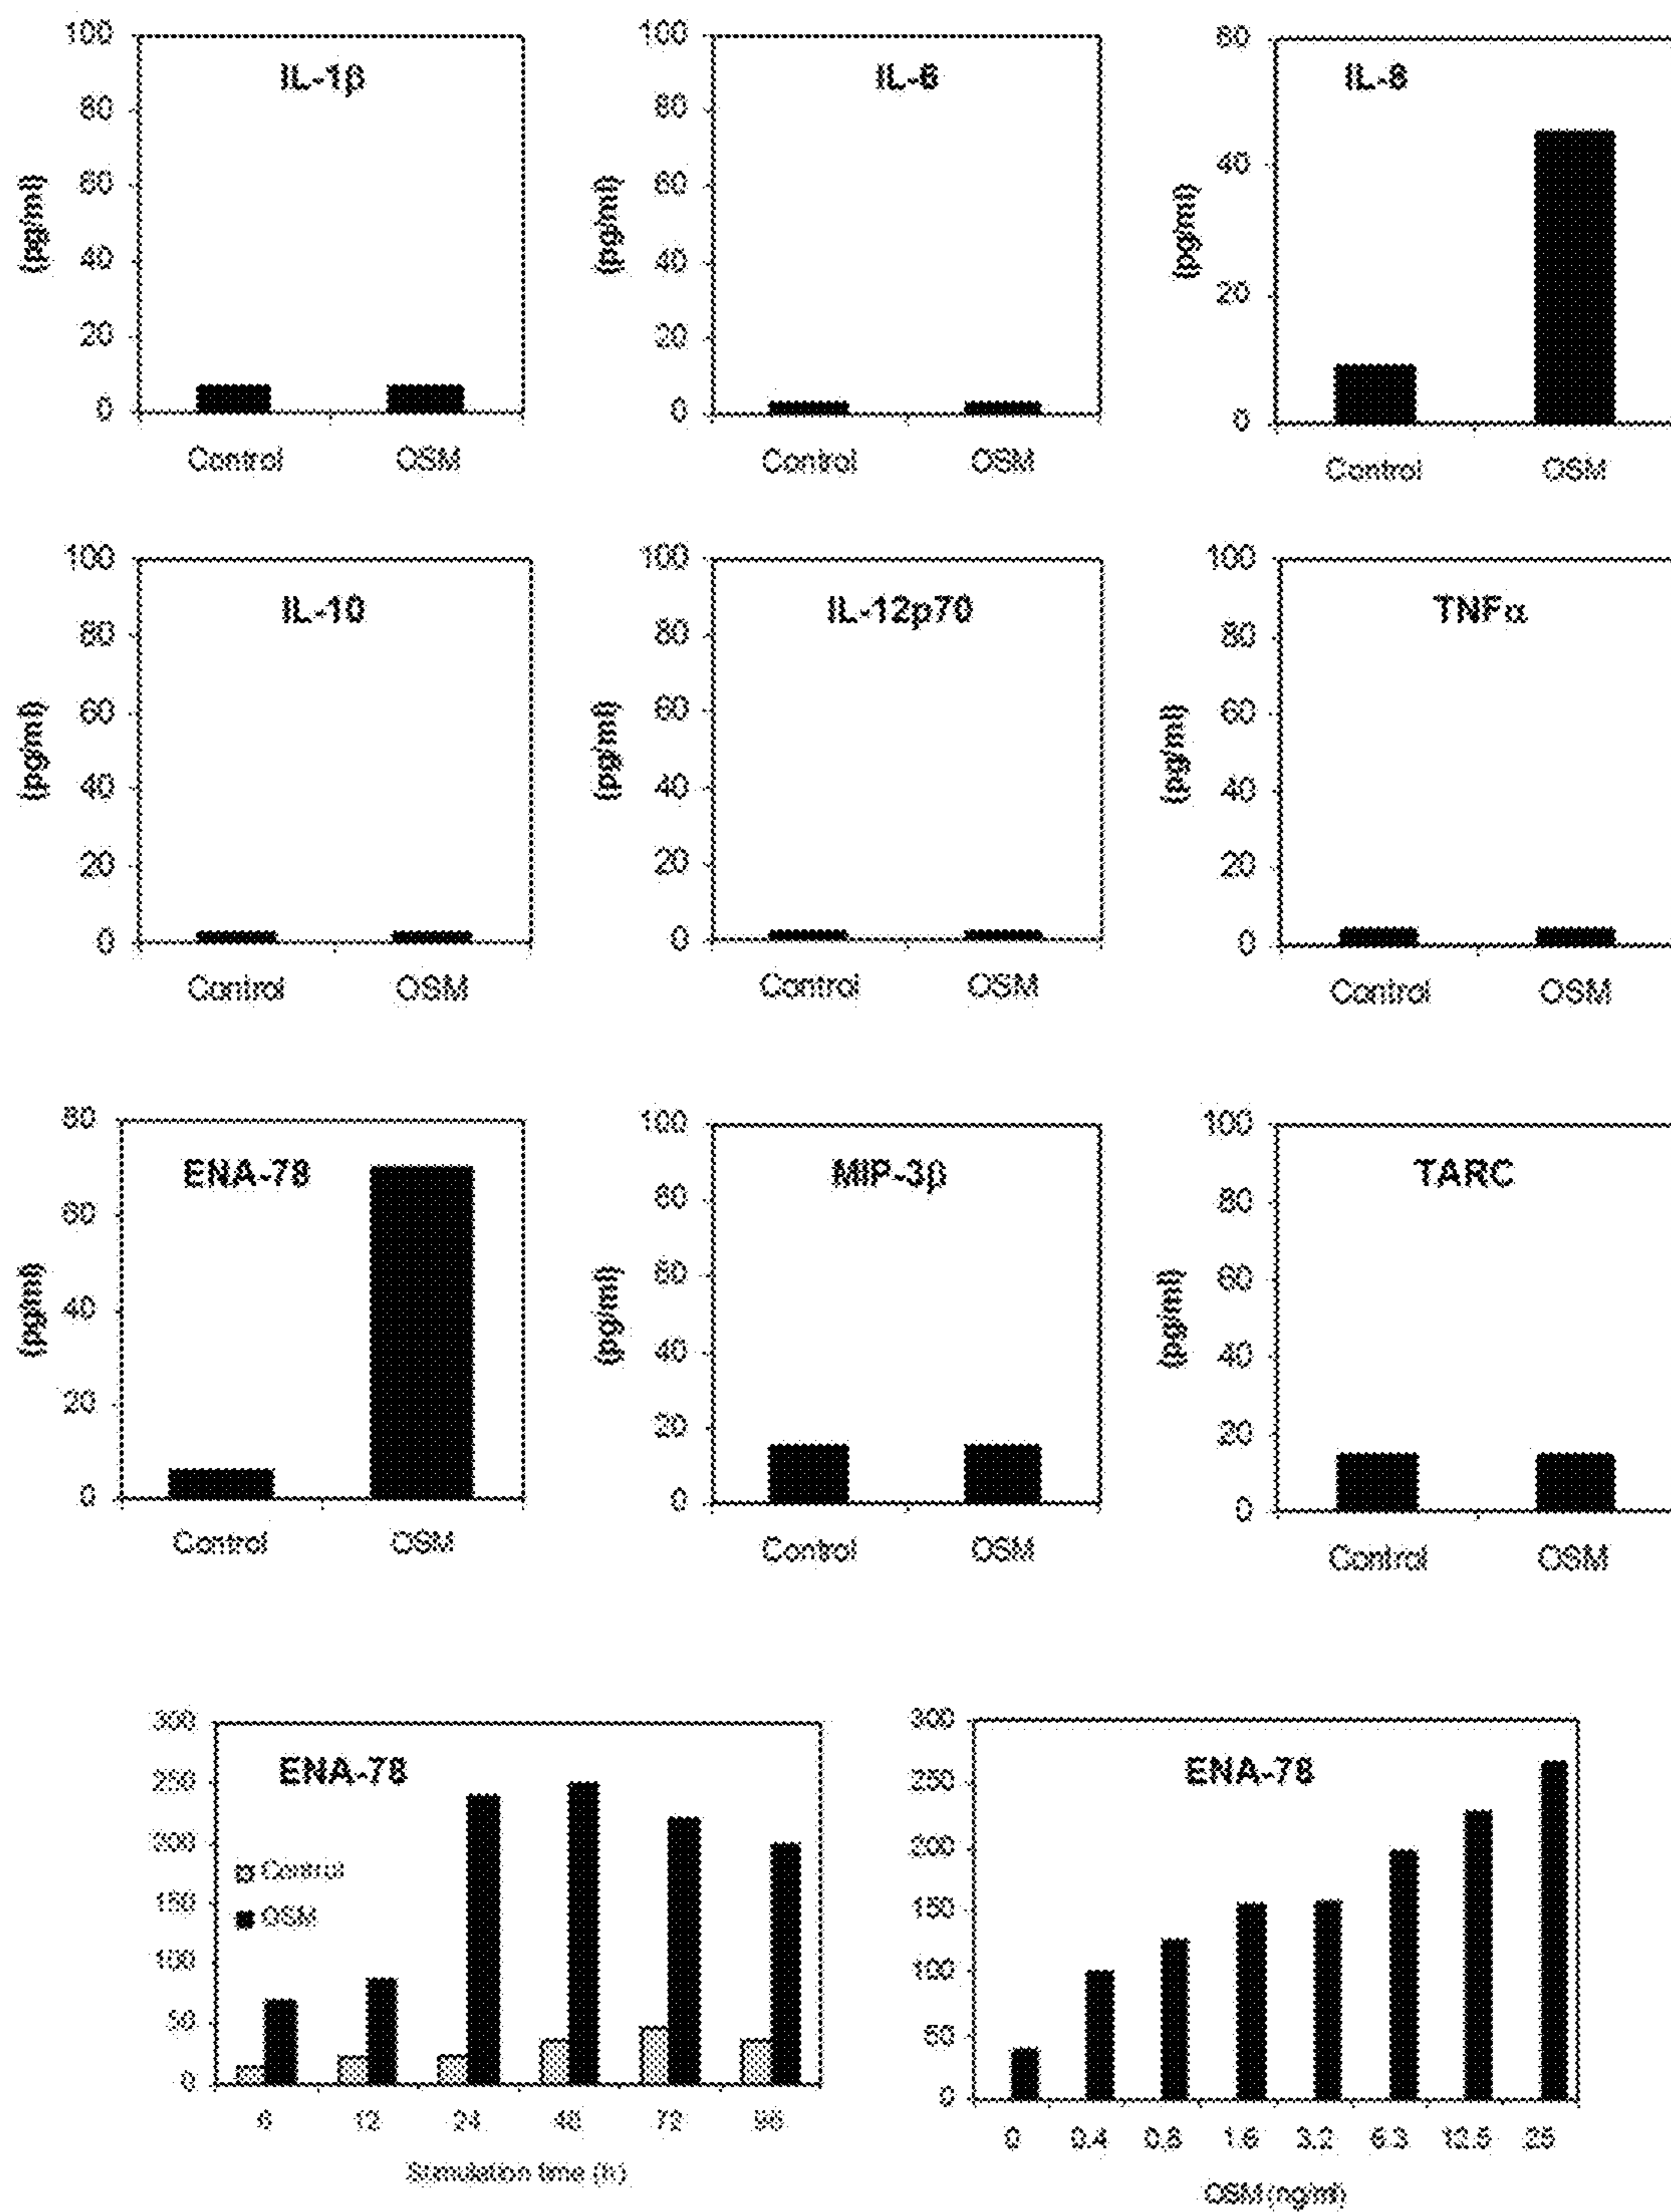 100
80
60
40
20
0
(pg/ml)
IL-1β
Control OSM
100
80
60
40
20
0
(pg/ml)
IL-6
Control OSM
60
40
20
0
(pg/ml)
IL-8
Control OSM
100
80
60
40
20
0
(pg/ml)
IL-10
Control OSM
100
80
60
40
20
0
(pg/ml)
IL-12p70
Control OSM
100
80
60
40
20
0
(pg/ml)
TNFα
Control OSM
80
60
40
20
0
(pg/ml)
ENA-78
Control OSM
100
80
60
40
20
0
(pg/ml)
MIP-3β
Control OSM
100
80
60
40
20
0
(pg/ml)
TARC
Control OSM
300
250
200
150
100
50
0
ENA-78
Control
OSM
6 12 24 48 72 96
Stimulation time (h)
300
250
200
150
100
50
0
ENA-78
0 0.4 0.8 1.6 3.2 6.3 12.5 25
OSM (ng/ml)